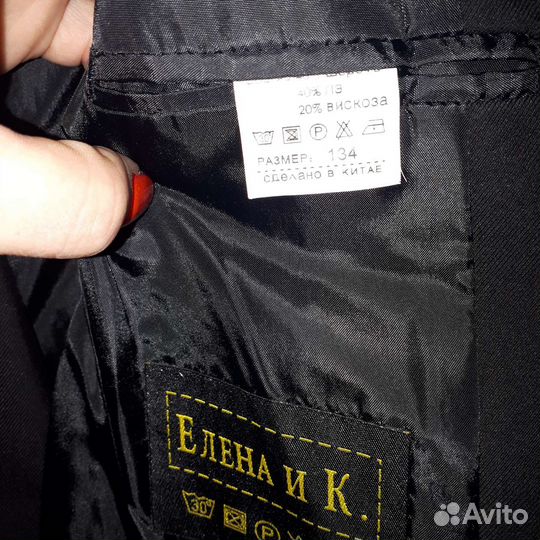 40% ПЭ
20% ВИСКОЗА
P
РАЗМЕР: 134
СДЕЛАНО В КИТАЕ
ЕЛЕНА И К.
30° P
Avito